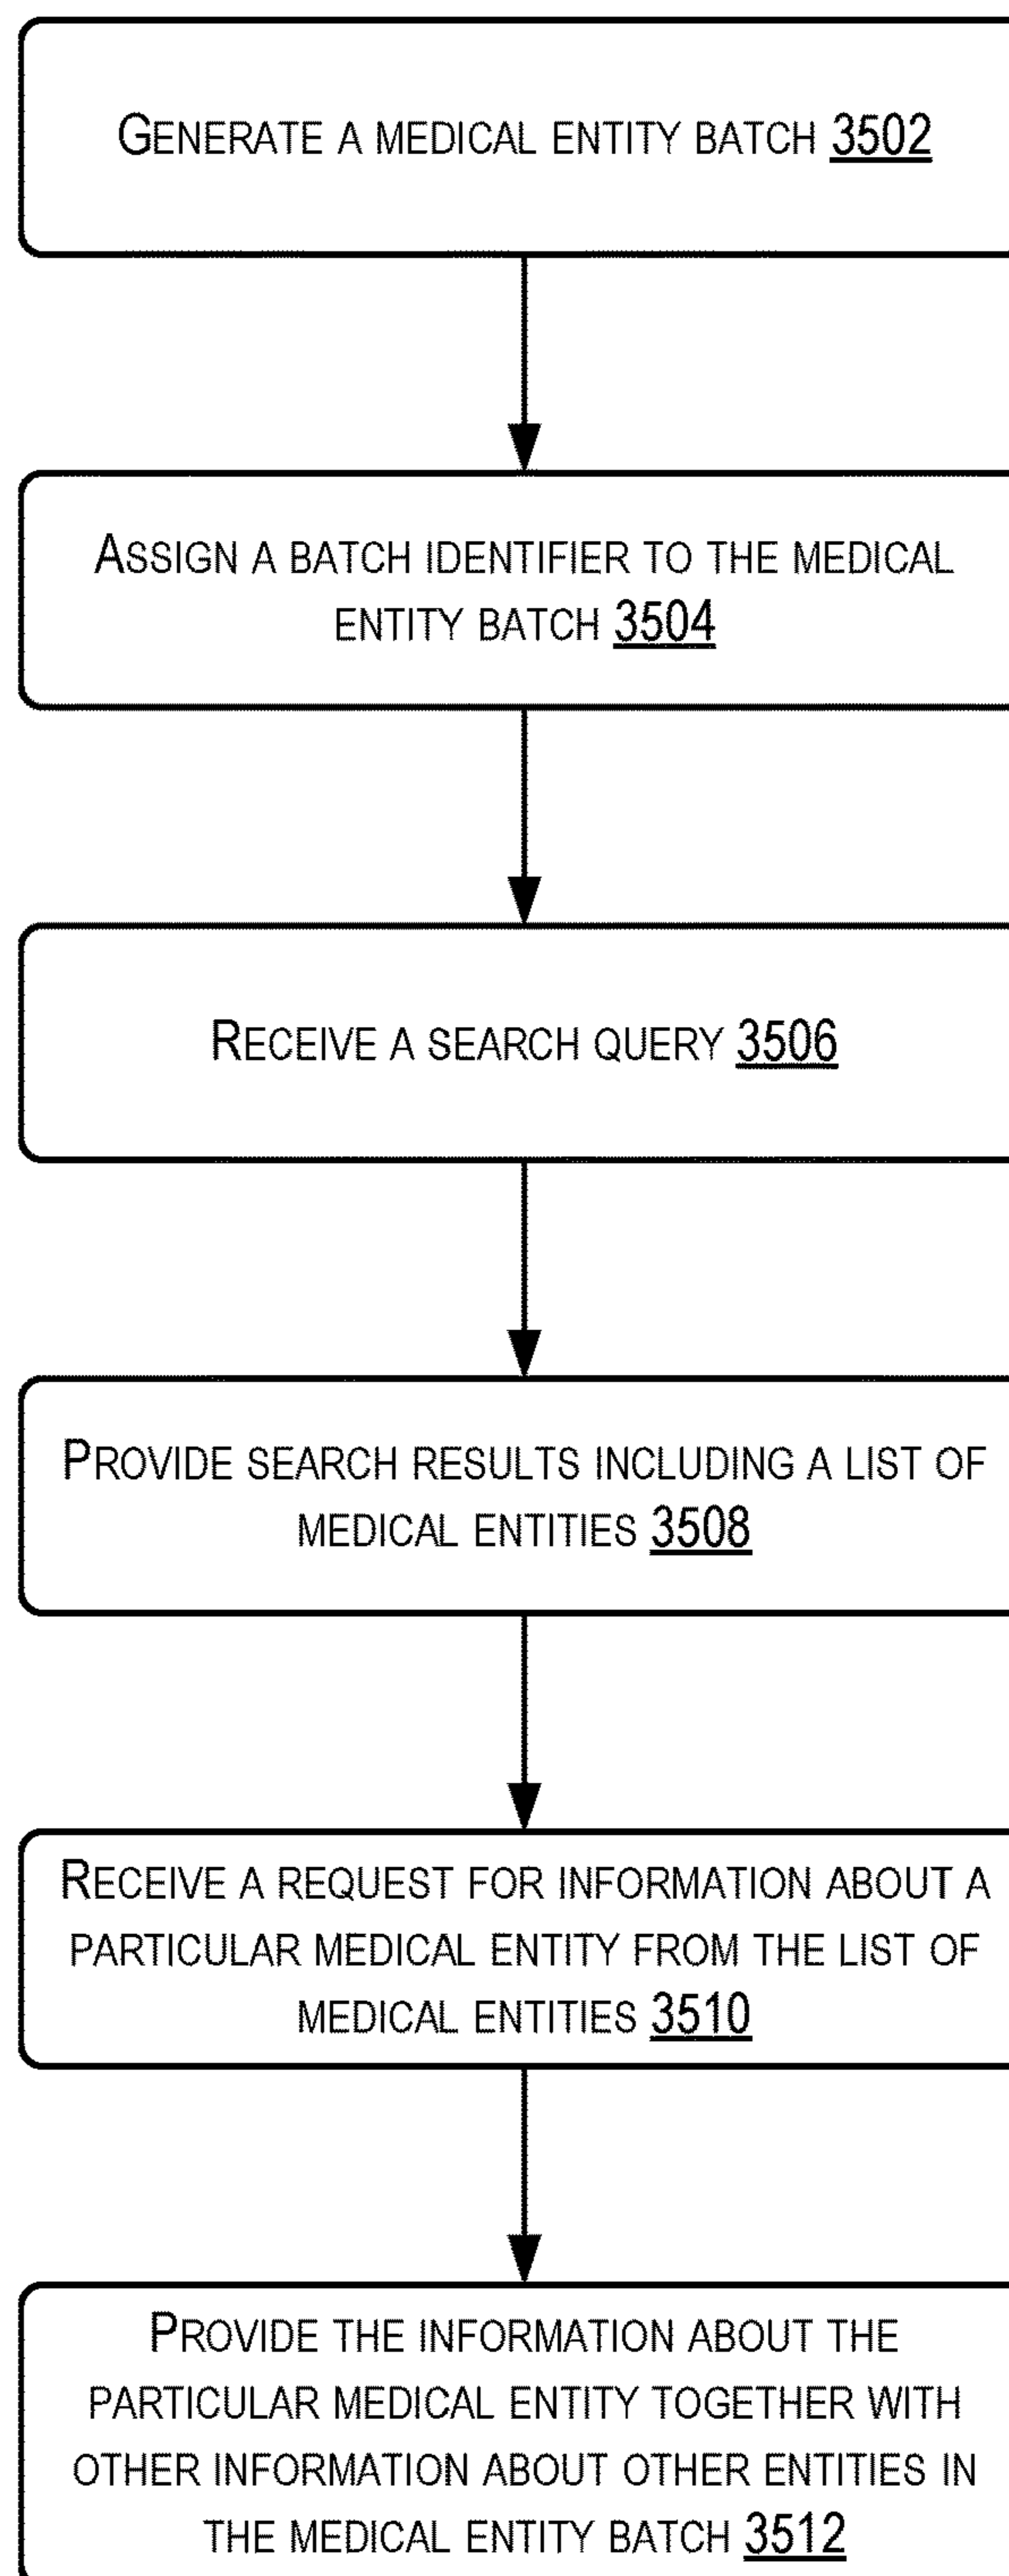 GENERATE A MEDICAL ENTITY BATCH 3502
ASSIGN A BATCH IDENTIFIER TO THE MEDICAL
ENTITY BATCH 3504
RECEIVE A SEARCH QUERY 3506
PROVIDE SEARCH RESULTS INCLUDING A LIST OF
MEDICAL ENTITIES 3508
RECEIVE A REQUEST FOR INFORMATION ABOUT A
PARTICULAR MEDICAL ENTITY FROM THE LIST OF
MEDICAL ENTITIES 3510
PROVIDE THE INFORMATION ABOUT THE
PARTICULAR MEDICAL ENTITY TOGETHER WITH
OTHER INFORMATION ABOUT OTHER ENTITIES IN
THE MEDICAL ENTITY BATCH 3512